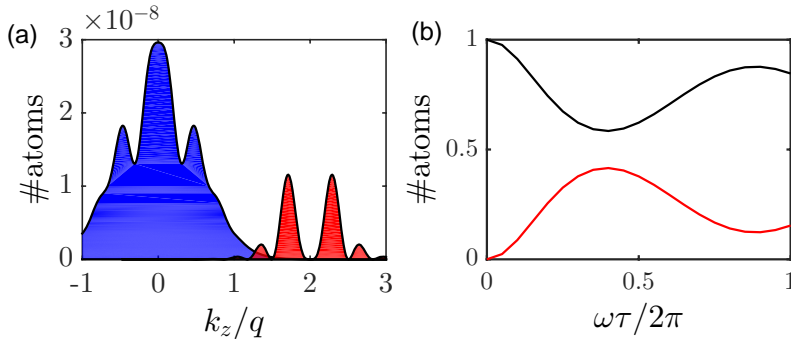 (a)
×10⁻⁸
#atoms
3
2
1
0
-1 0 1 2 3
k_z/q
(b)
#atoms
1
0.5
0
0 0.5 1
ωτ/2π